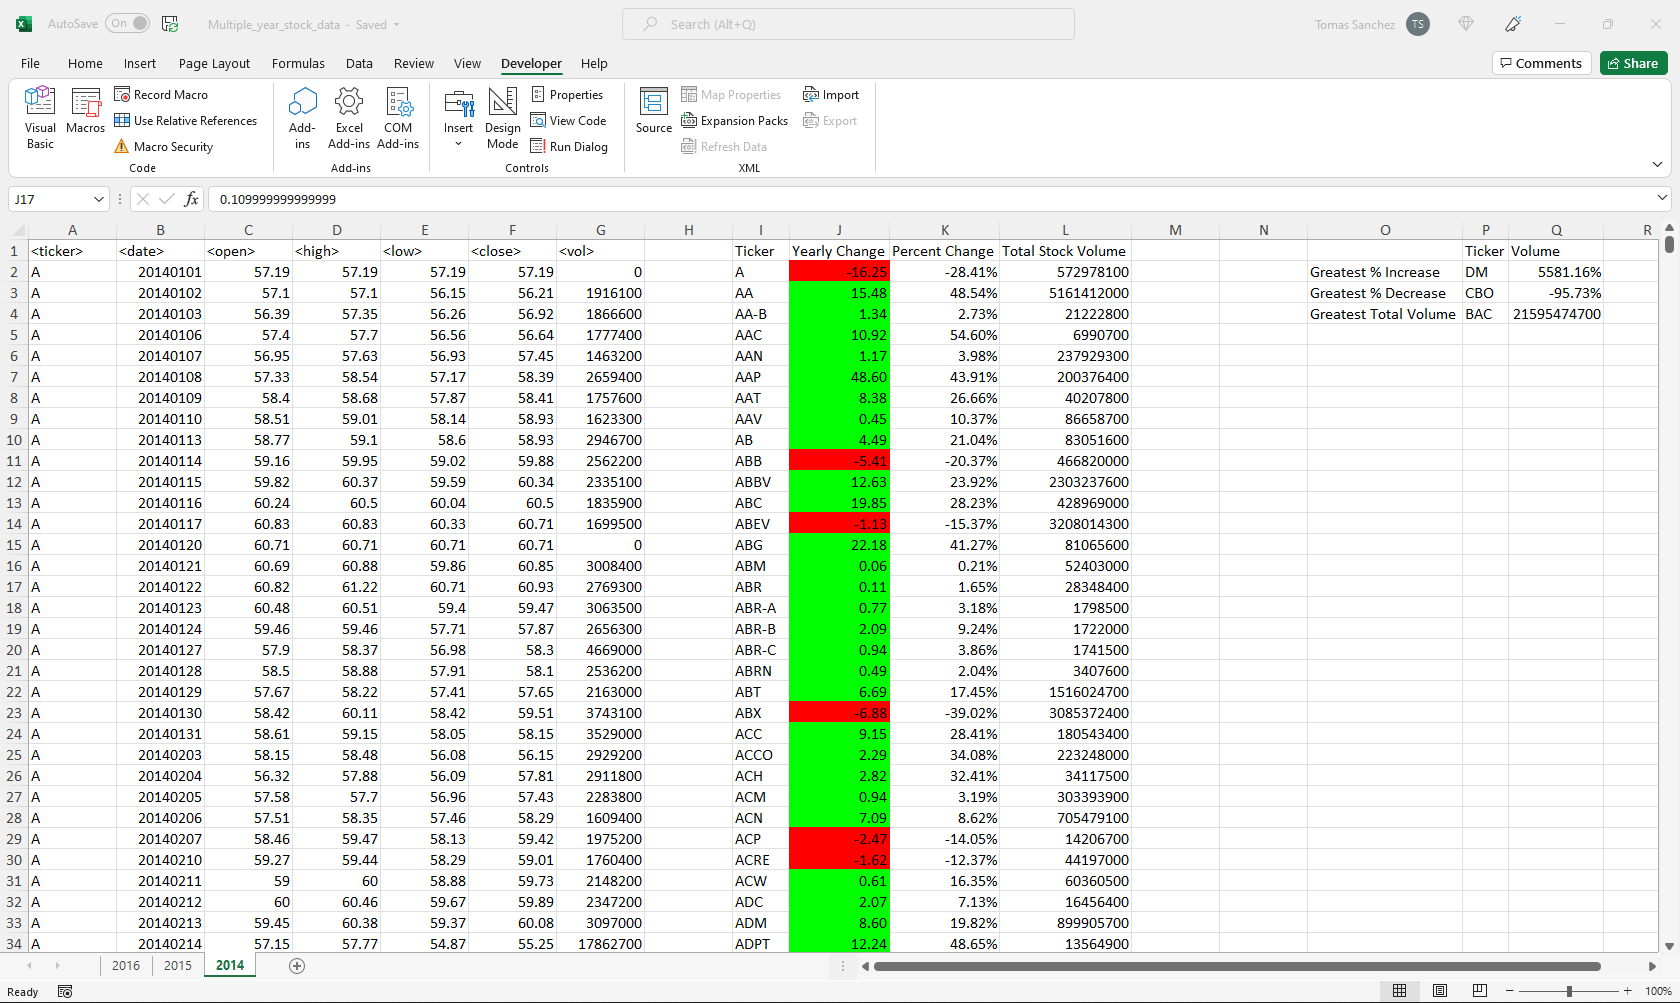 AutoSave On Multiple_year_stock_data - Saved Search (Alt+Q) Tomas Sanchez TS
File Home Insert Page Layout Formulas Data Review View Developer Help Comments Share
Visual Basic Macros Record Macro Use Relative References Macro Security Code
Add-ins Excel Add-ins COM Add-ins Add-ins
Insert Design Mode Properties View Code Run Dialog Controls
Source Map Properties Expansion Packs Refresh Data Import Export XML
J17 fx 0.109999999999999
A B C D E F G H I J K L M N O P Q R
1 <ticker> <date> <open> <high> <low> <close> <vol> Ticker Yearly Change Percent Change Total Stock Volume Ticker Volume
2 A 20140101 57.19 57.19 57.19 57.19 0 A -16.25 -28.41% 572978100 Greatest % Increase DM 5581.16%
3 A 20140102 57.1 57.1 56.15 56.21 1916100 AA 15.48 48.54% 5161412000 Greatest % Decrease CBO -95.73%
4 A 20140103 56.39 57.35 56.26 56.92 1866600 AA-B 1.34 2.73% 21222800 Greatest Total Volume BAC 21595474700
5 A 20140106 57.4 57.7 56.56 56.64 1777400 AAC 10.92 54.60% 6990700
6 A 20140107 56.95 57.63 56.93 57.45 1463200 AAN 1.17 3.98% 237929300
7 A 20140108 57.33 58.54 57.17 58.39 2659400 AAP 48.60 43.91% 200376400
8 A 20140109 58.4 58.68 57.87 58.41 1757600 AAT 8.38 26.66% 40207800
9 A 20140110 58.51 59.01 58.14 58.93 1623300 AAV 0.45 10.37% 86658700
10 A 20140113 58.77 59.1 58.6 58.93 2946700 AB 4.49 21.04% 83051600
11 A 20140114 59.16 59.95 59.02 59.88 2562200 ABB -5.41 -20.37% 466820000
12 A 20140115 59.82 60.37 59.59 60.34 2335100 ABBV 12.63 23.92% 2303237600
13 A 20140116 60.24 60.5 60.04 60.5 1835900 ABC 19.85 28.23% 428969000
14 A 20140117 60.83 60.83 60.33 60.71 1699500 ABEV -1.13 -15.37% 3208014300
15 A 20140120 60.71 60.71 60.71 60.71 0 ABG 22.18 41.27% 81065600
16 A 20140121 60.69 60.88 59.86 60.85 3008400 ABM 0.06 0.21% 52403000
17 A 20140122 60.82 61.22 60.71 60.93 2769300 ABR 0.11 1.65% 28348400
18 A 20140123 60.48 60.51 59.4 59.47 3063500 ABR-A 0.77 3.18% 1798500
19 A 20140124 59.46 59.46 57.71 57.87 2656300 ABR-B 2.09 9.24% 1722000
20 A 20140127 57.9 58.37 56.98 58.3 4669000 ABR-C 0.94 3.86% 1741500
21 A 20140128 58.5 58.88 57.91 58.1 2536200 ABRN 0.49 2.04% 3407600
22 A 20140129 57.67 58.22 57.41 57.65 2163000 ABT 6.69 17.45% 1516024700
23 A 20140130 58.42 60.11 58.42 59.51 3743100 ABX -6.88 -39.02% 3085372400
24 A 20140131 58.61 59.15 58.05 58.15 3529000 ACC 9.15 28.41% 180543400
25 A 20140203 58.15 58.48 56.08 56.15 2929200 ACCO 2.29 34.08% 223248000
26 A 20140204 56.32 57.88 56.09 57.81 2911800 ACH 2.82 32.41% 34117500
27 A 20140205 57.58 57.7 56.96 57.43 2283800 ACM 0.94 3.19% 303393900
28 A 20140206 57.51 58.35 57.46 58.29 1609400 ACN 7.09 8.62% 705479100
29 A 20140207 58.46 59.47 58.13 59.42 1975200 ACP -2.47 -14.05% 14206700
30 A 20140210 59.27 59.44 58.29 59.01 1760400 ACRE -1.62 -12.37% 44197000
31 A 20140211 59 60 58.88 59.73 2148200 ACW 0.61 16.35% 60360500
32 A 20140212 60 60.46 59.67 59.89 2347200 ADC 2.07 7.13% 16456400
33 A 20140213 59.45 60.38 59.37 60.08 3097000 ADM 8.60 19.82% 899905700
34 A 20140214 57.15 57.77 54.87 55.25 17862700 ADPT 12.24 48.65% 13564900
2016 2015 2014
Ready 100%